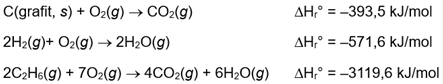 C(grafit, s) + O₂(g) → CO₂(g) ΔHᵣ° = –393,5 kJ/mol
2H₂(g)+ O₂(g) → 2H₂O(g) ΔHᵣ° = –571,6 kJ/mol
2C₂H₆(g) + 7O₂(g) → 4CO₂(g) + 6H₂O(g) ΔHᵣ° = –3119,6 kJ/mol